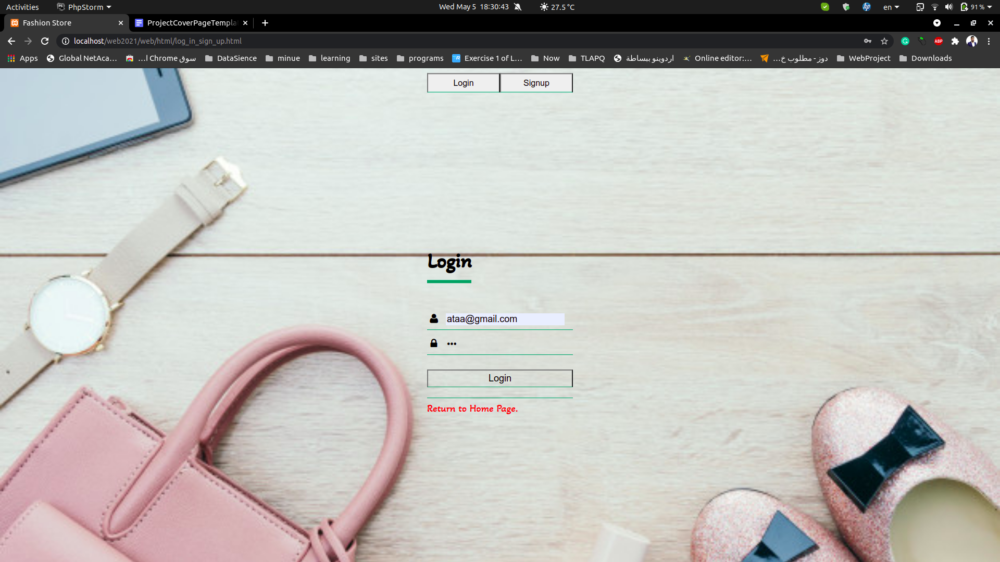 Activities PhpStorm Wed May 5 18:30:43 27.5 °C en 91 %
Fashion Store ProjectCoverPageTempla
localhost/web2021/web/html/log_in_sign_up.html ABP
Apps Global NetAca... سوق Chrome ا... DataSience minue learning sites programs Exercise 1 of L... Now TLAPQ اردوينو ببساطة Online editor:... دوز - مطلوب خ... WebProject Downloads
Login Signup
Login
ataa@gmail.com
•••
Login
Return to Home Page.